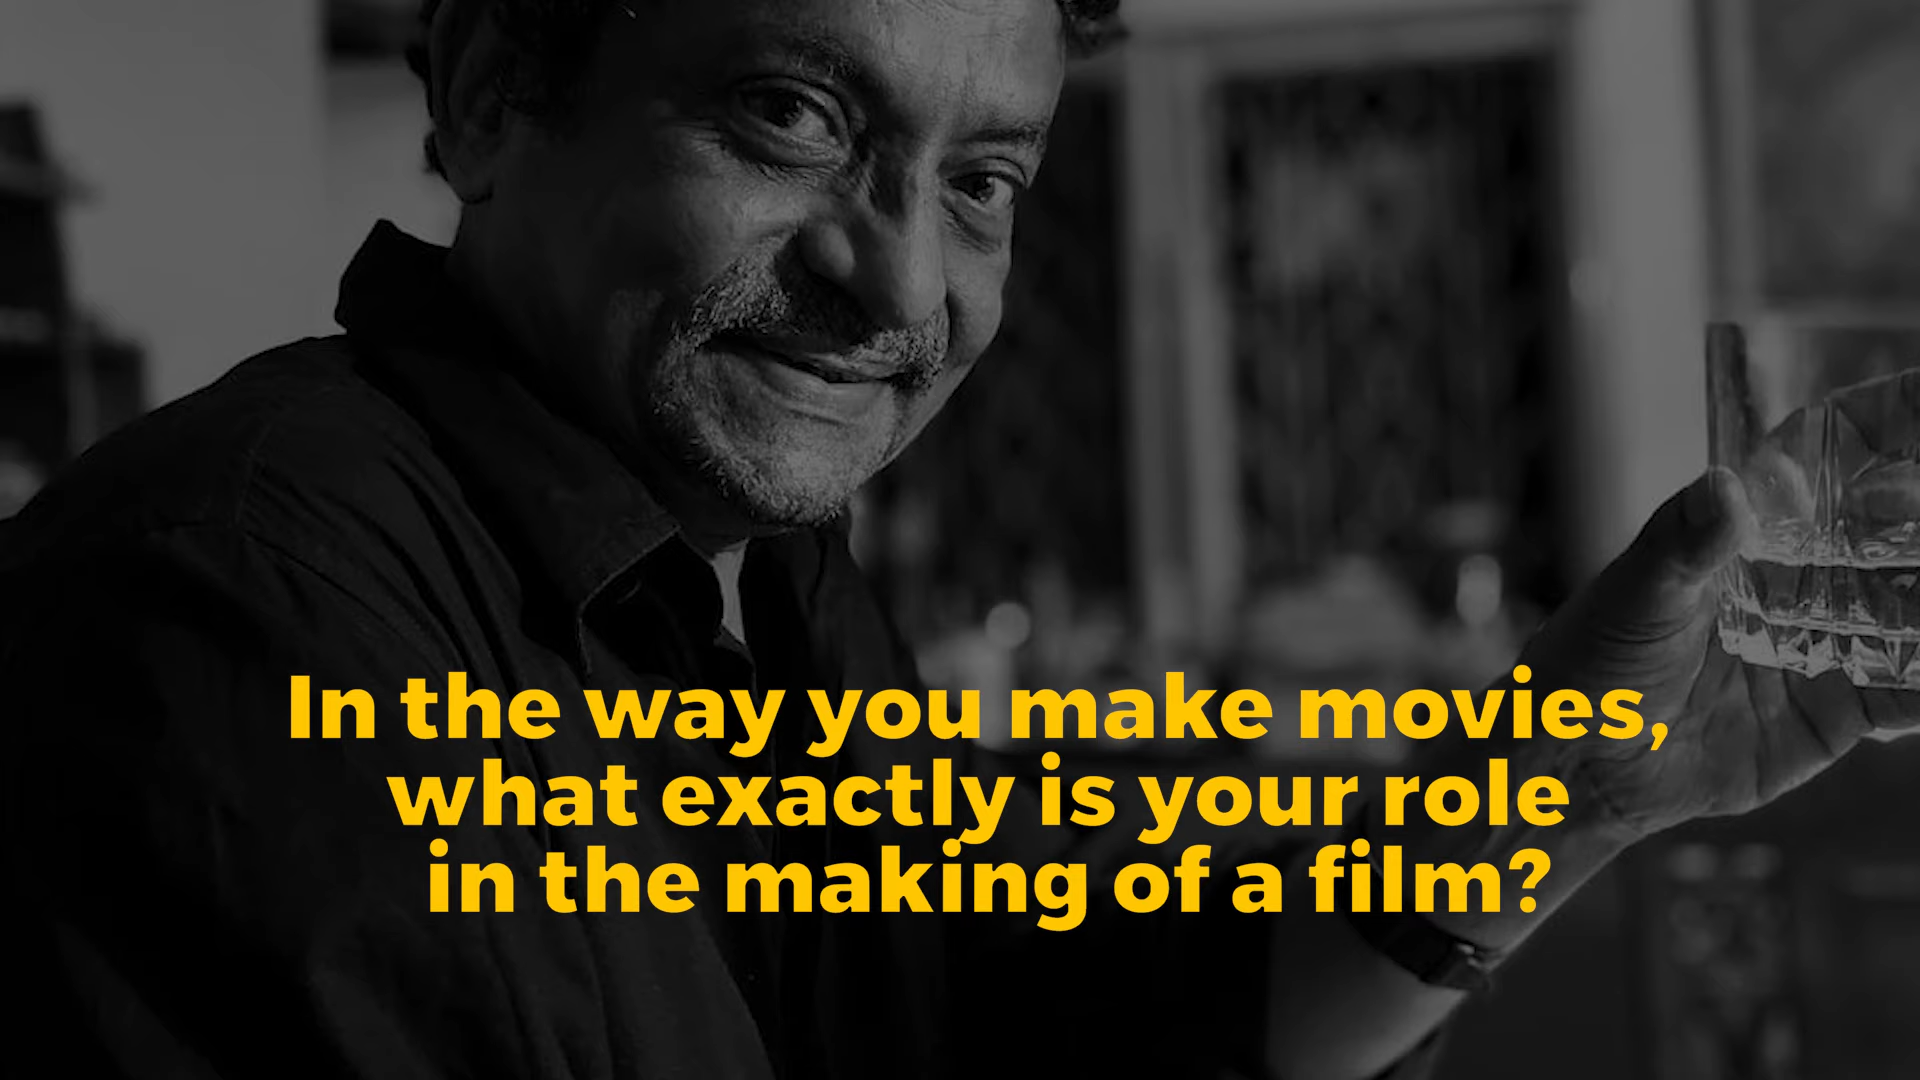 In the way you make movies,
what exactly is your role
in the making of a film?